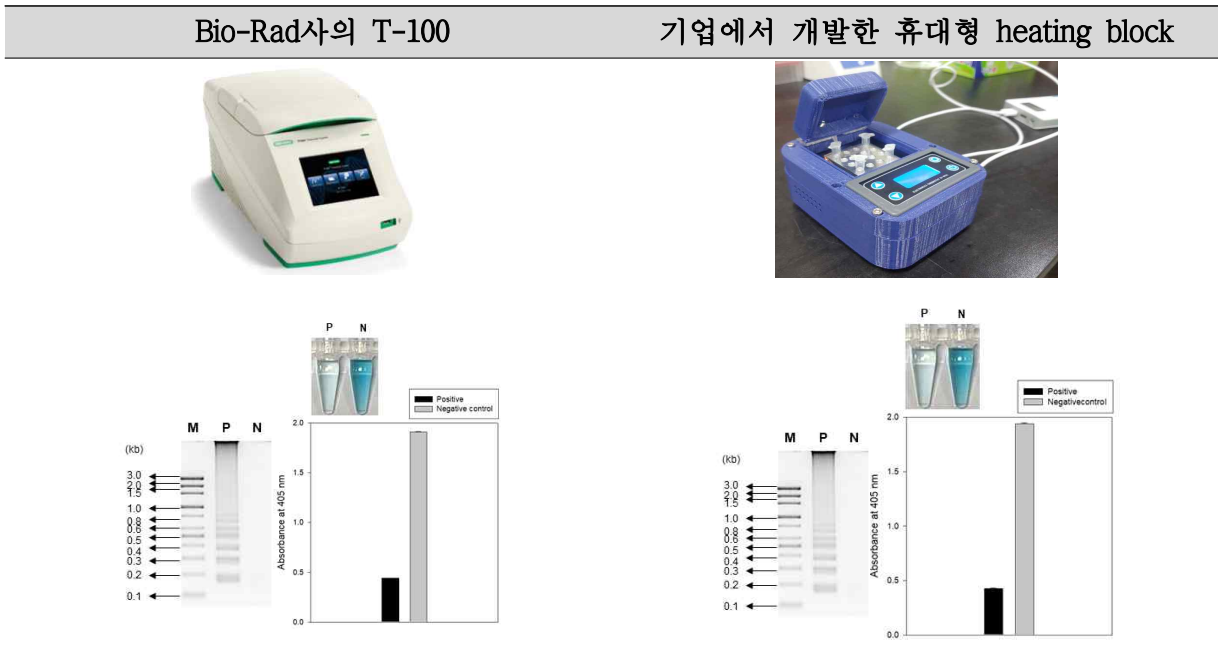 Bio-Rad사의 T-100
기업에서 개발한 휴대형 heating block
P N
Positive
Negative control
M P N
(kb)
3.0
2.0
1.5
1.0
0.8
0.6
0.5
0.4
0.3
0.2
0.1
Absorbance at 405 nm
2.0
1.5
1.0
0.5
0.0
P N
Positive
Negativecontrol
M P N
(kb)
3.0
2.0
1.5
1.0
0.8
0.6
0.5
0.4
0.3
0.2
0.1
Absorbance at 405 nm
2.0
1.5
1.0
0.5
0.0